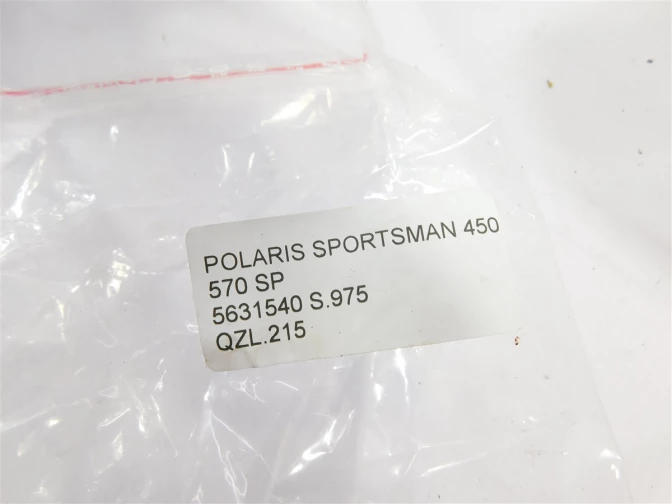 POLARIS SPORTSMAN 450
570 SP
5631540 S.975
QZL.215